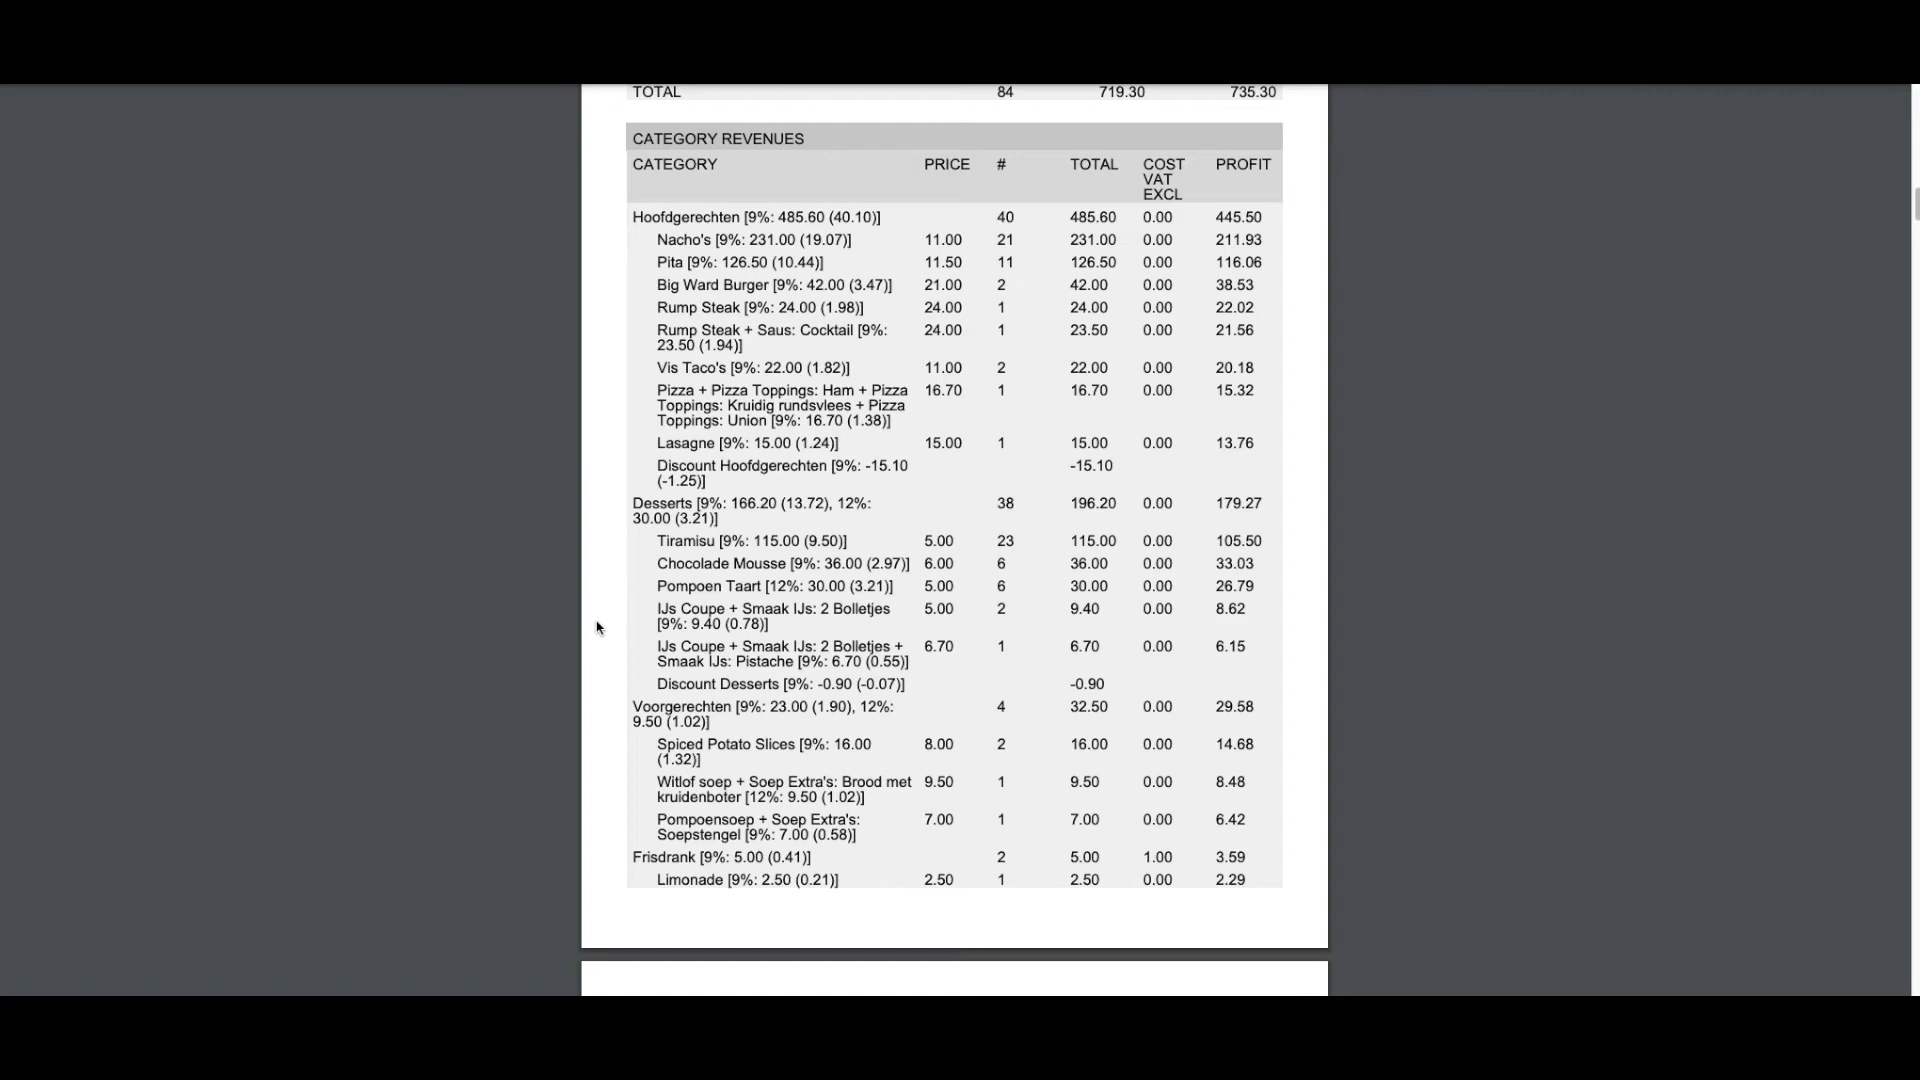 TOTAL 84 719.30 735.30
CATEGORY REVENUES
CATEGORY PRICE # TOTAL COST VAT EXCL PROFIT
Hoofdgerechten [9%: 485.60 (40.10)] 40 485.60 0.00 445.50
Nacho's [9%: 231.00 (19.07)] 11.00 21 231.00 0.00 211.93
Pita [9%: 126.50 (10.44)] 11.50 11 126.50 0.00 116.06
Big Ward Burger [9%: 42.00 (3.47)] 21.00 2 42.00 0.00 38.53
Rump Steak [9%: 24.00 (1.98)] 24.00 1 24.00 0.00 22.02
Rump Steak + Saus: Cocktail [9%: 24.00 1 23.50 0.00 21.56
23.50 (1.94)]
Vis Taco's [9%: 22.00 (1.82)] 11.00 2 22.00 0.00 20.18
Pizza + Pizza Toppings: Ham + Pizza 16.70 1 16.70 0.00 15.32
Toppings: Kruidig rundsvlees + Pizza
Toppings: Union [9%: 16.70 (1.38)]
Lasagne [9%: 15.00 (1.24)] 15.00 1 15.00 0.00 13.76
Discount Hoofdgerechten [9%: -15.10 -15.10
(-1.25)]
Desserts [9%: 166.20 (13.72), 12%: 38 196.20 0.00 179.27
30.00 (3.21)]
Tiramisu [9%: 115.00 (9.50)] 5.00 23 115.00 0.00 105.50
Chocolade Mousse [9%: 36.00 (2.97)] 6.00 6 36.00 0.00 33.03
Pompoen Taart [12%: 30.00 (3.21)] 5.00 6 30.00 0.00 26.79
IJs Coupe + Smaak IJs: 2 Bolletjes 5.00 2 9.40 0.00 8.62
[9%: 9.40 (0.78)]
IJs Coupe + Smaak IJs: 2 Bolletjes + 6.70 1 6.70 0.00 6.15
Smaak IJs: Pistache [9%: 6.70 (0.55)]
Discount Desserts [9%: -0.90 (-0.07)] -0.90
Voorgerechten [9%: 23.00 (1.90), 12%: 4 32.50 0.00 29.58
9.50 (1.02)]
Spiced Potato Slices [9%: 16.00 8.00 2 16.00 0.00 14.68
(1.32)]
Witlof soep + Soep Extra's: Brood met 9.50 1 9.50 0.00 8.48
kruidenboter [12%: 9.50 (1.02)]
Pompoensoep + Soep Extra's: 7.00 1 7.00 0.00 6.42
Soepstengel [9%: 7.00 (0.58)]
Frisdrank [9%: 5.00 (0.41)] 2 5.00 1.00 3.59
Limonade [9%: 2.50 (0.21)] 2.50 1 2.50 0.00 2.29